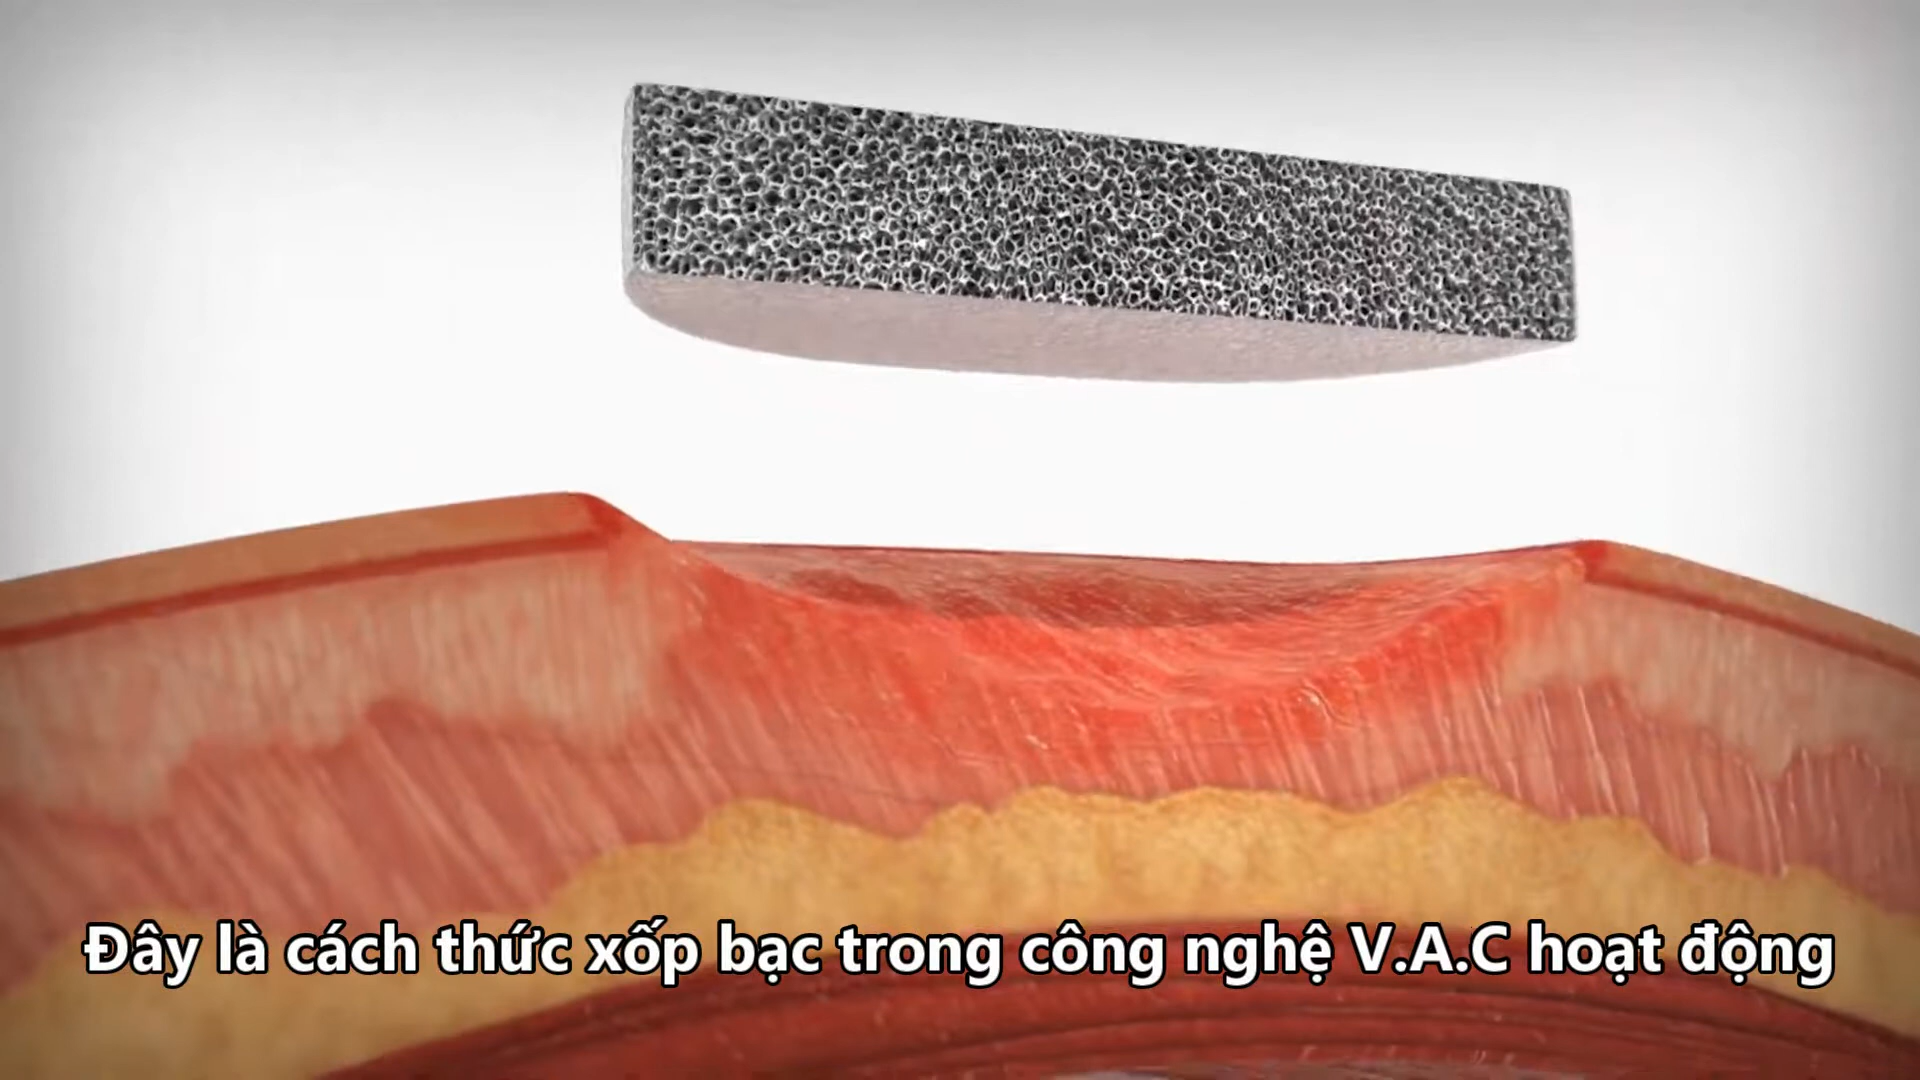 Đây là cách thức xốp bạc trong công nghệ V.A.C hoạt động